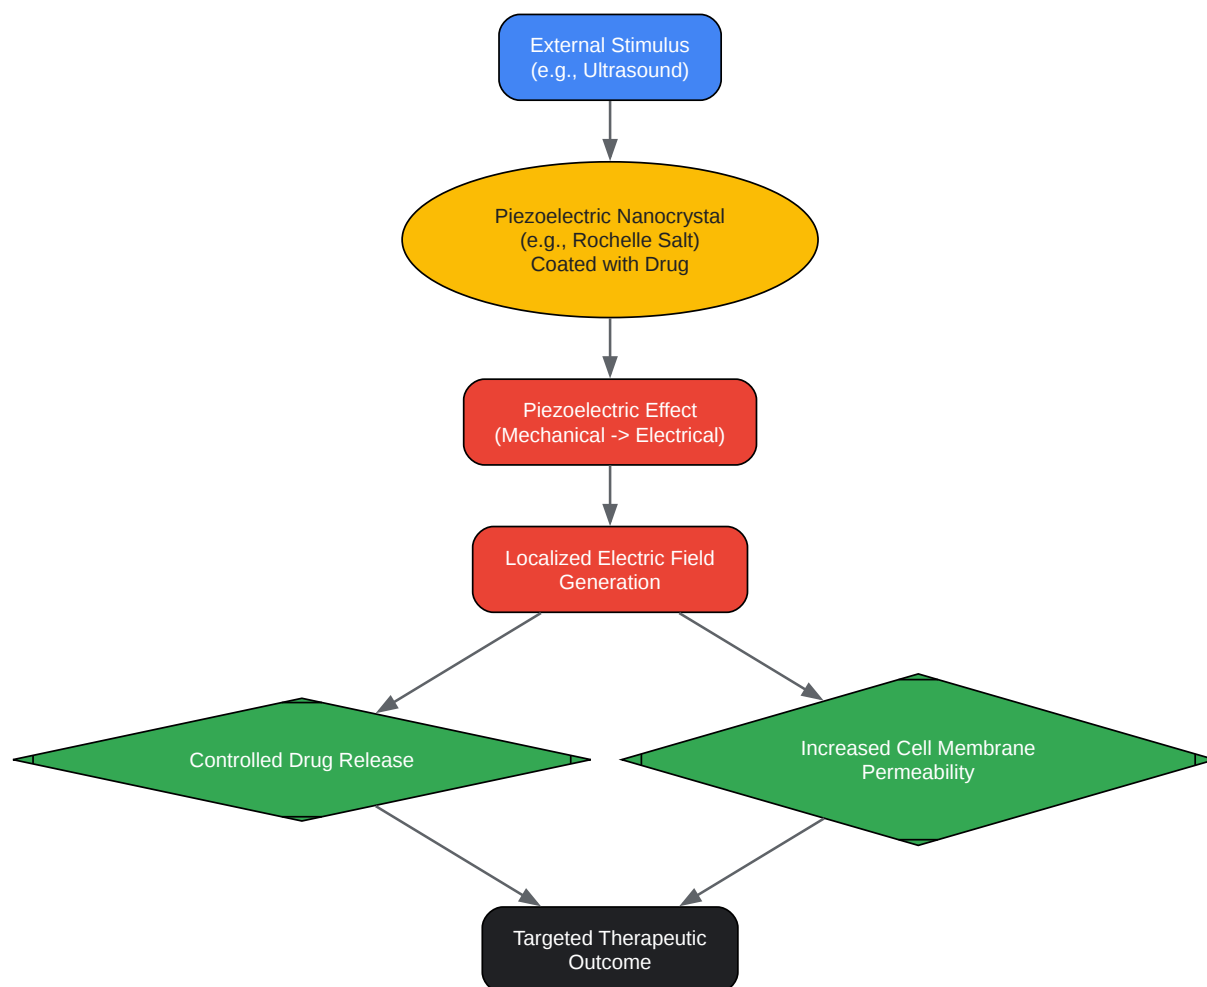 External Stimulus
(e.g., Ultrasound)
Piezoelectric Nanocrystal
(e.g., Rochelle Salt)
Coated with Drug
Piezoelectric Effect
(Mechanical -> Electrical)
Localized Electric Field
Generation
Controlled Drug Release
Increased Cell Membrane
Permeability
Targeted Therapeutic
Outcome